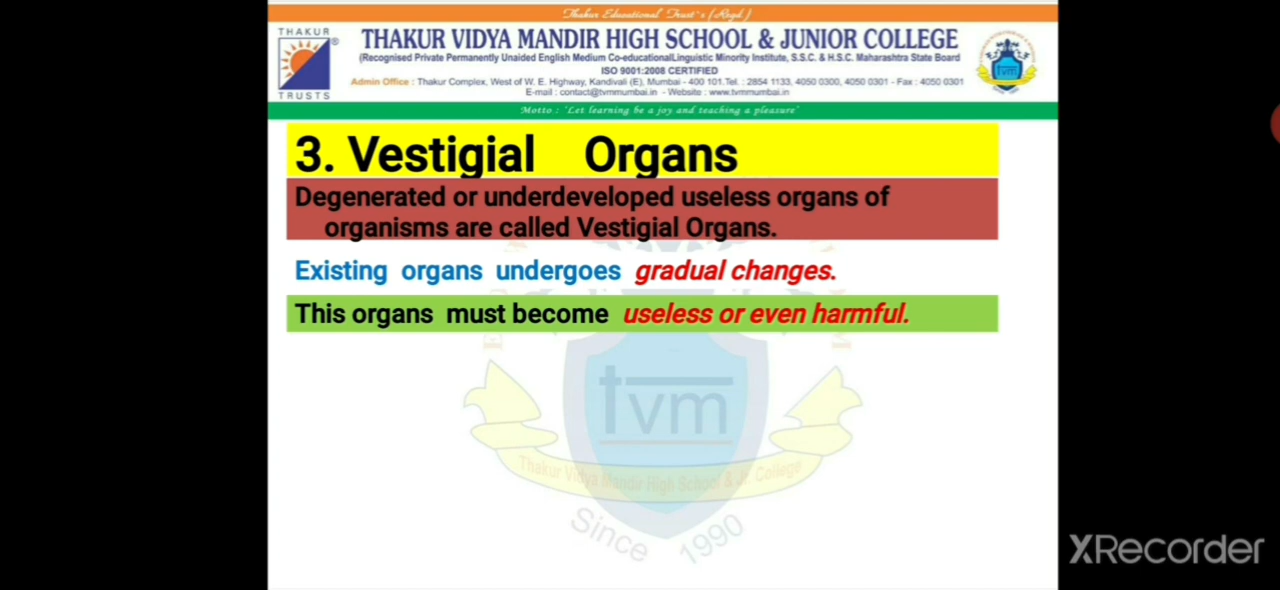 Thakur Educational Trust's (Regd.)
THAKUR
TRUSTS
THAKUR VIDYA MANDIR HIGH SCHOOL & JUNIOR COLLEGE
(Recognised Private Permanently Unaided English Medium Co-educationalLinguistic Minority Institute, S.S.C. & H.S.C. Maharashtra State Board
ISO 9001:2008 CERTIFIED
Admin Office : Thakur Complex, West of W. E. Highway, Kandivali (E), Mumbai - 400 101.Tel. : 2854 1133, 4050 0300, 4050 0301 - Fax : 4050 0301
E-mail : contact@tvmmumbai.in - Website : www.tvmmumbai.in
tvm
Motto : "Let learning be a joy and teaching a pleasure"
3. Vestigial Organs
Degenerated or underdeveloped useless organs of
organisms are called Vestigial Organs.
Existing organs undergoes gradual changes.
This organs must become useless or even harmful.
tvm
Thakur Vidya Mandir High School & Jr. College
Since 1990
XRecorder